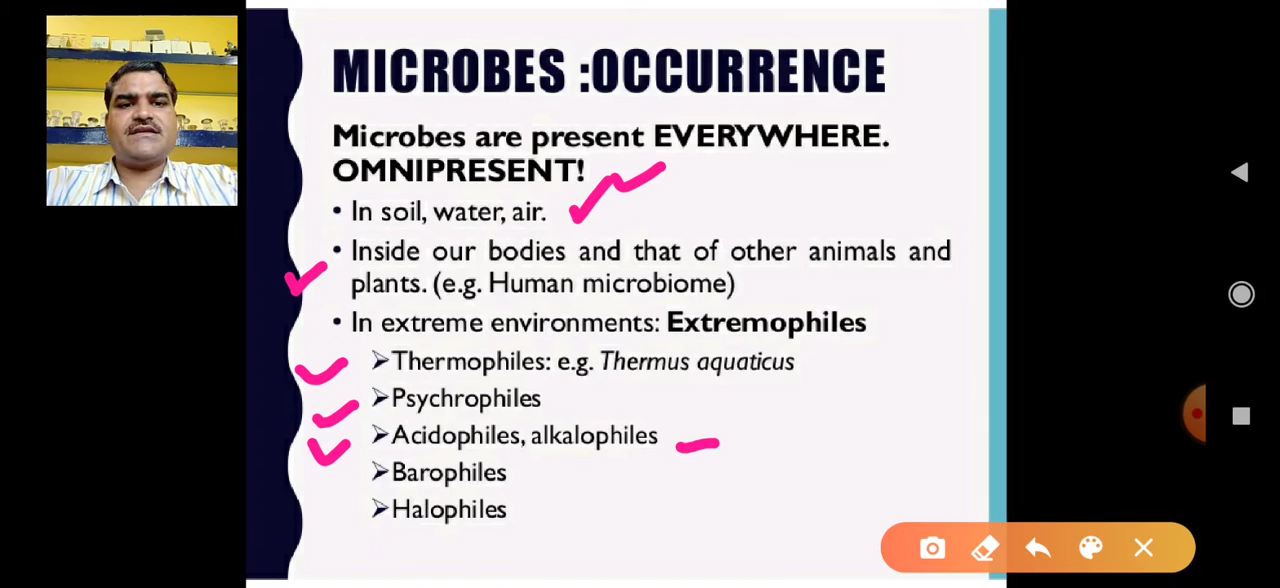 MICROBES :OCCURRENCE
Microbes are present EVERYWHERE.
OMNIPRESENT!
• In soil, water, air.
• Inside our bodies and that of other animals and
plants. (e.g. Human microbiome)
• In extreme environments: Extremophiles
➢Thermophiles: e.g. Thermus aquaticus
➢Psychrophiles
➢Acidophiles, alkalophiles
➢Barophiles
➢Halophiles